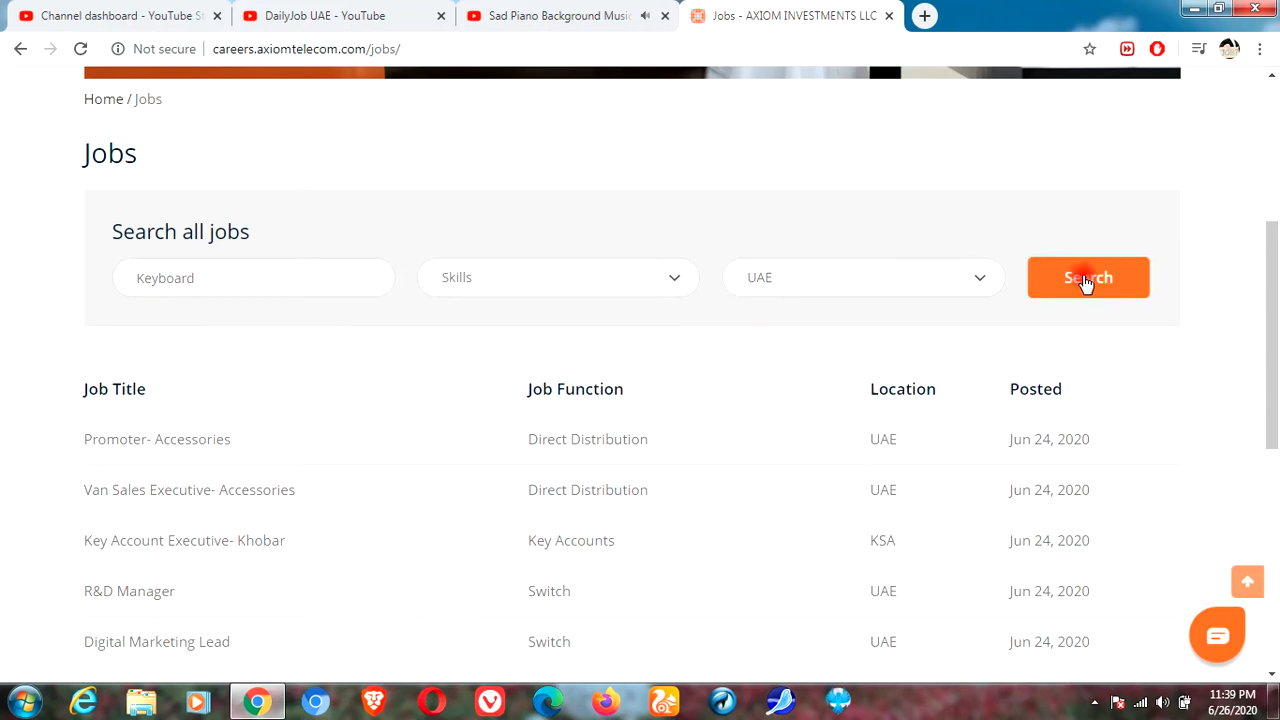 Channel dashboard - YouTube St
DailyJob UAE - YouTube
Sad Piano Background Music
Jobs - AXIOM INVESTMENTS LLC
Not secure
careers.axiomtelecom.com/jobs/
Home / Jobs
Jobs
Search all jobs
Keyboard
Skills
UAE
Search
Job Title Job Function Location Posted
Promoter- Accessories Direct Distribution UAE Jun 24, 2020
Van Sales Executive- Accessories Direct Distribution UAE Jun 24, 2020
Key Account Executive- Khobar Key Accounts KSA Jun 24, 2020
R&D Manager Switch UAE Jun 24, 2020
Digital Marketing Lead Switch UAE Jun 24, 2020
11:39 PM
6/26/2020